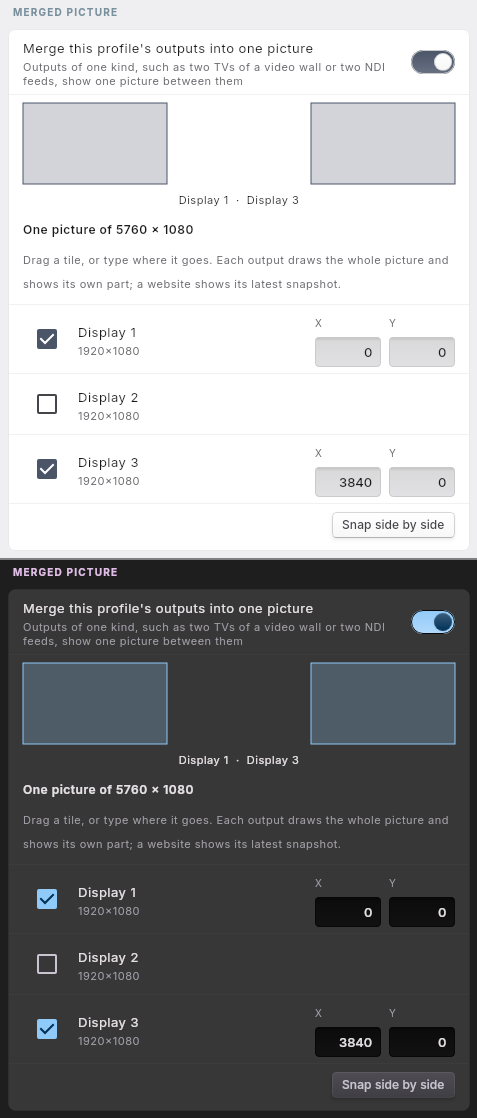 MERGED PICTURE
Merge this profile's outputs into one picture
Outputs of one kind, such as two TVs of a video wall or two NDI
feeds, show one picture between them
Display 1 · Display 3
One picture of 5760 × 1080
Drag a tile, or type where it goes. Each output draws the whole picture and
shows its own part; a website shows its latest snapshot.
X Y
Display 1
1920×1080
0 0
Display 2
1920×1080
X Y
Display 3
1920×1080
3840 0
Snap side by side
MERGED PICTURE
Merge this profile's outputs into one picture
Outputs of one kind, such as two TVs of a video wall or two NDI
feeds, show one picture between them
Display 1 · Display 3
One picture of 5760 × 1080
Drag a tile, or type where it goes. Each output draws the whole picture and
shows its own part; a website shows its latest snapshot.
X Y
Display 1
1920×1080
0 0
Display 2
1920×1080
X Y
Display 3
1920×1080
3840 0
Snap side by side